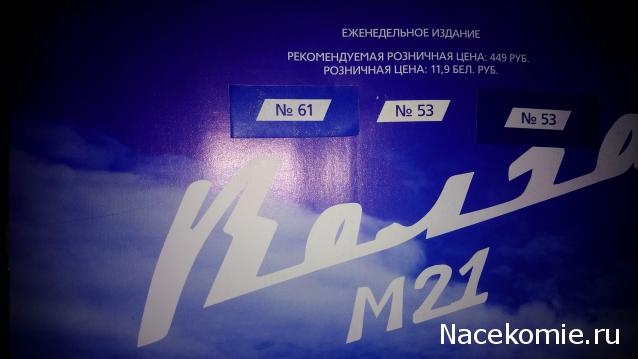 ЕЖЕНЕДЕЛЬНОЕ ИЗДАНИЕ
РЕКОМЕНДУЕМАЯ РОЗНИЧНАЯ ЦЕНА: 449 РУБ.
РОЗНИЧНАЯ ЦЕНА: 11,9 БЕЛ. РУБ.
№ 61 № 53 № 53
Волга
М21
Nacekomie.ru